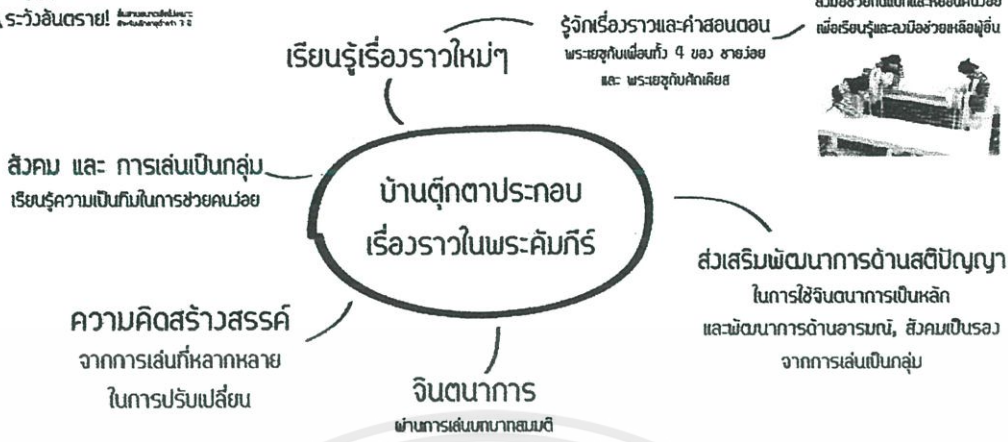 ระวังอันตราย!
เรียนรู้เรื่องราวใหม่ๆ
รู้จักเรื่องราวและคำสอนตอน
พระเยซูกับเพื่อนทั้ง 4 ของ ชายง่อย
และ พระเยซูกับศักเคียส
เพื่อเรียนรู้และลงมือช่วยเหลือผู้อื่น
สังคม และ การเล่นเป็นกลุ่ม
เรียนรู้ความเป็นทีมในการช่วยคนง่อย
บ้านตุ๊กตาประกอบ
เรื่องราวในพระคัมภีร์
ส่งเสริมพัฒนาการด้านสติปัญญา
ในการใช้จินตนาการเป็นหลัก
และพัฒนาการด้านอารมณ์, สังคมเป็นรอง
จากการเล่นเป็นกลุ่ม
ความคิดสร้างสรรค์
จากการเล่นที่หลากหลาย
ในการปรับเปลี่ยน
จินตนาการ
ผ่านการเล่นบทบาทสมมติ